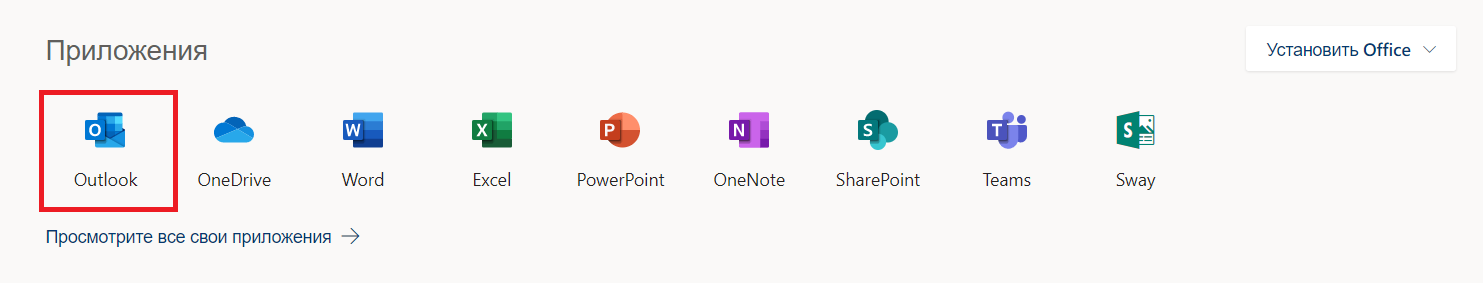 Приложения
Установить Office
Outlook
OneDrive
Word
Excel
PowerPoint
OneNote
SharePoint
Teams
Sway
Просмотрите все свои приложения